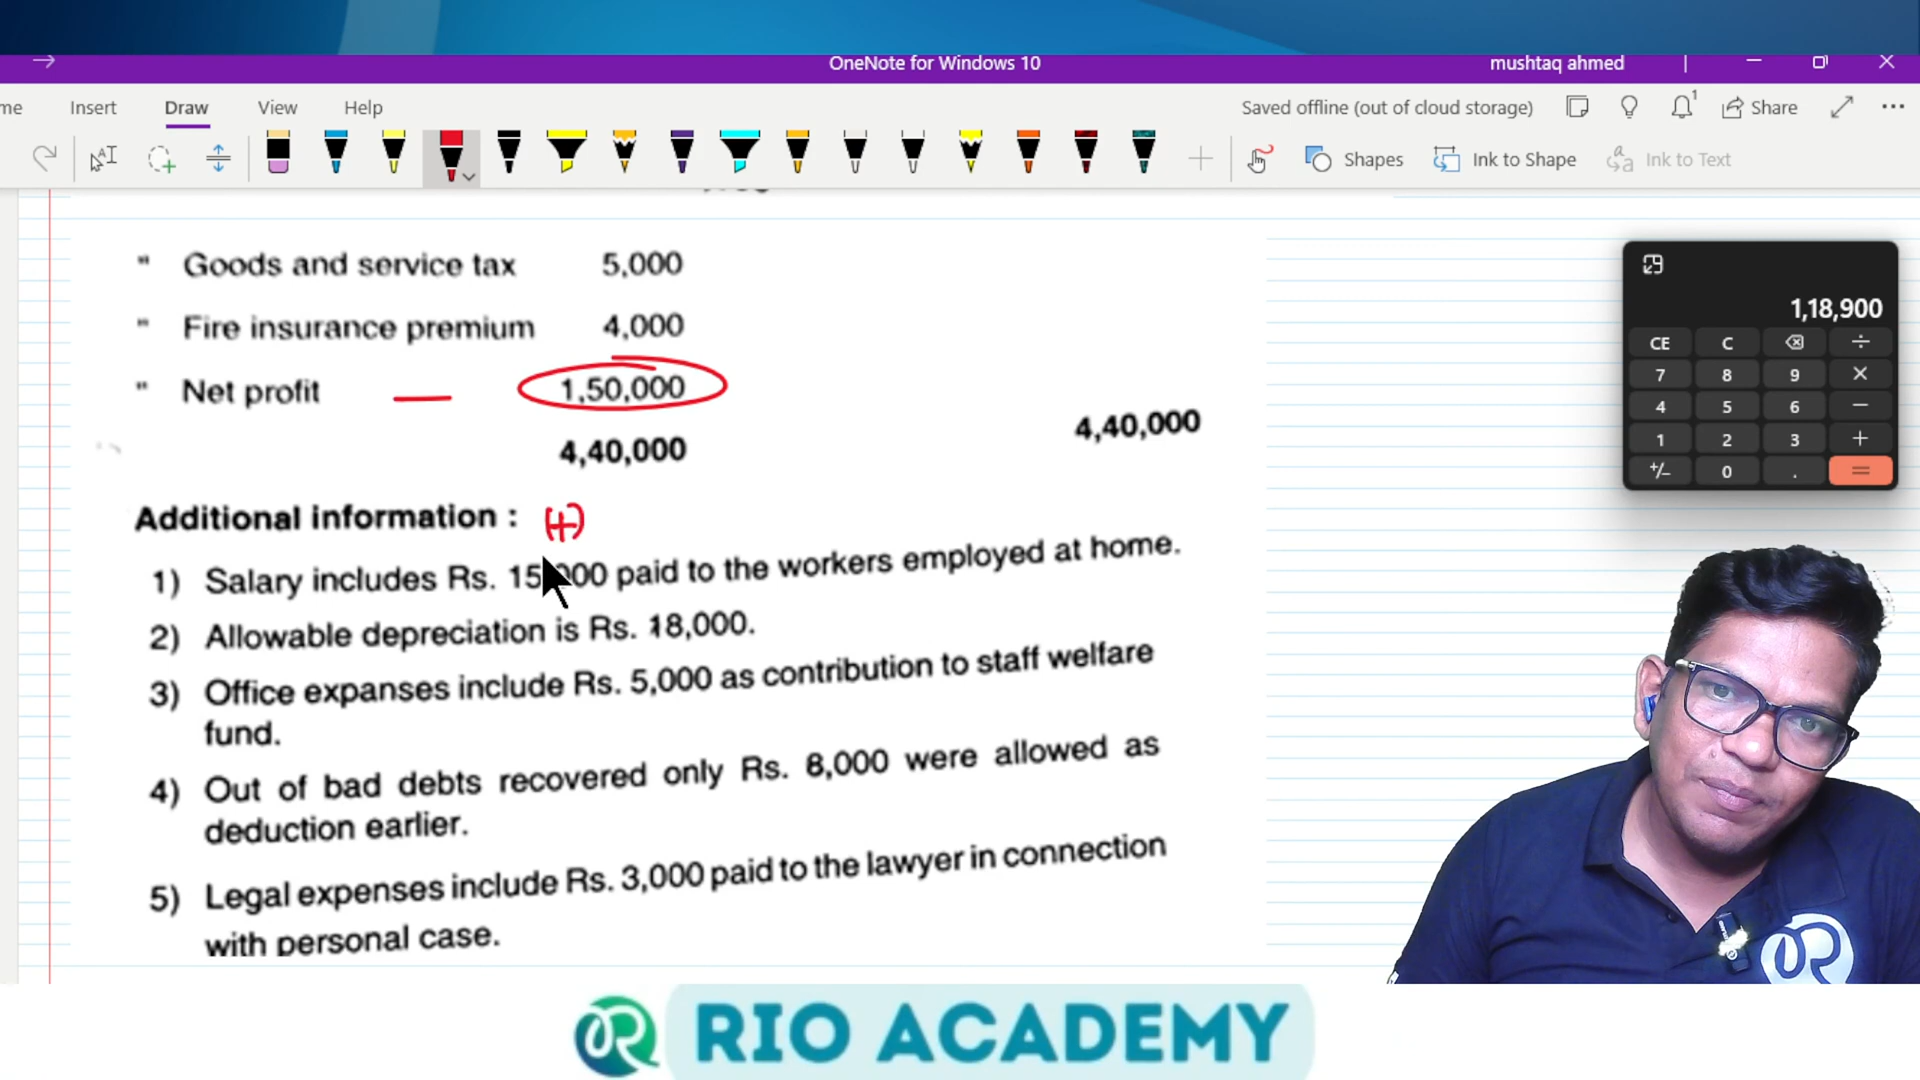 OneNote for Windows 10
mushtaq ahmed
me Insert Draw View Help
Saved offline (out of cloud storage)
1
Share
Shapes
Ink to Shape
Ink to Text
" Goods and service tax 5,000
" Fire insurance premium 4,000
" Net profit — 1,50,000
4,40,000 4,40,000
Additional information : (+)
1) Salary includes Rs. 15,000 paid to the workers employed at home.
2) Allowable depreciation is Rs. 18,000.
3) Office expanses include Rs. 5,000 as contribution to staff welfare
fund.
4) Out of bad debts recovered only Rs. 8,000 were allowed as
deduction earlier.
5) Legal expenses include Rs. 3,000 paid to the lawyer in connection
with personal case.
1,18,900
CE C ÷
7 8 9 ×
4 5 6 −
1 2 3 +
+/− 0 . =
RIO ACADEMY